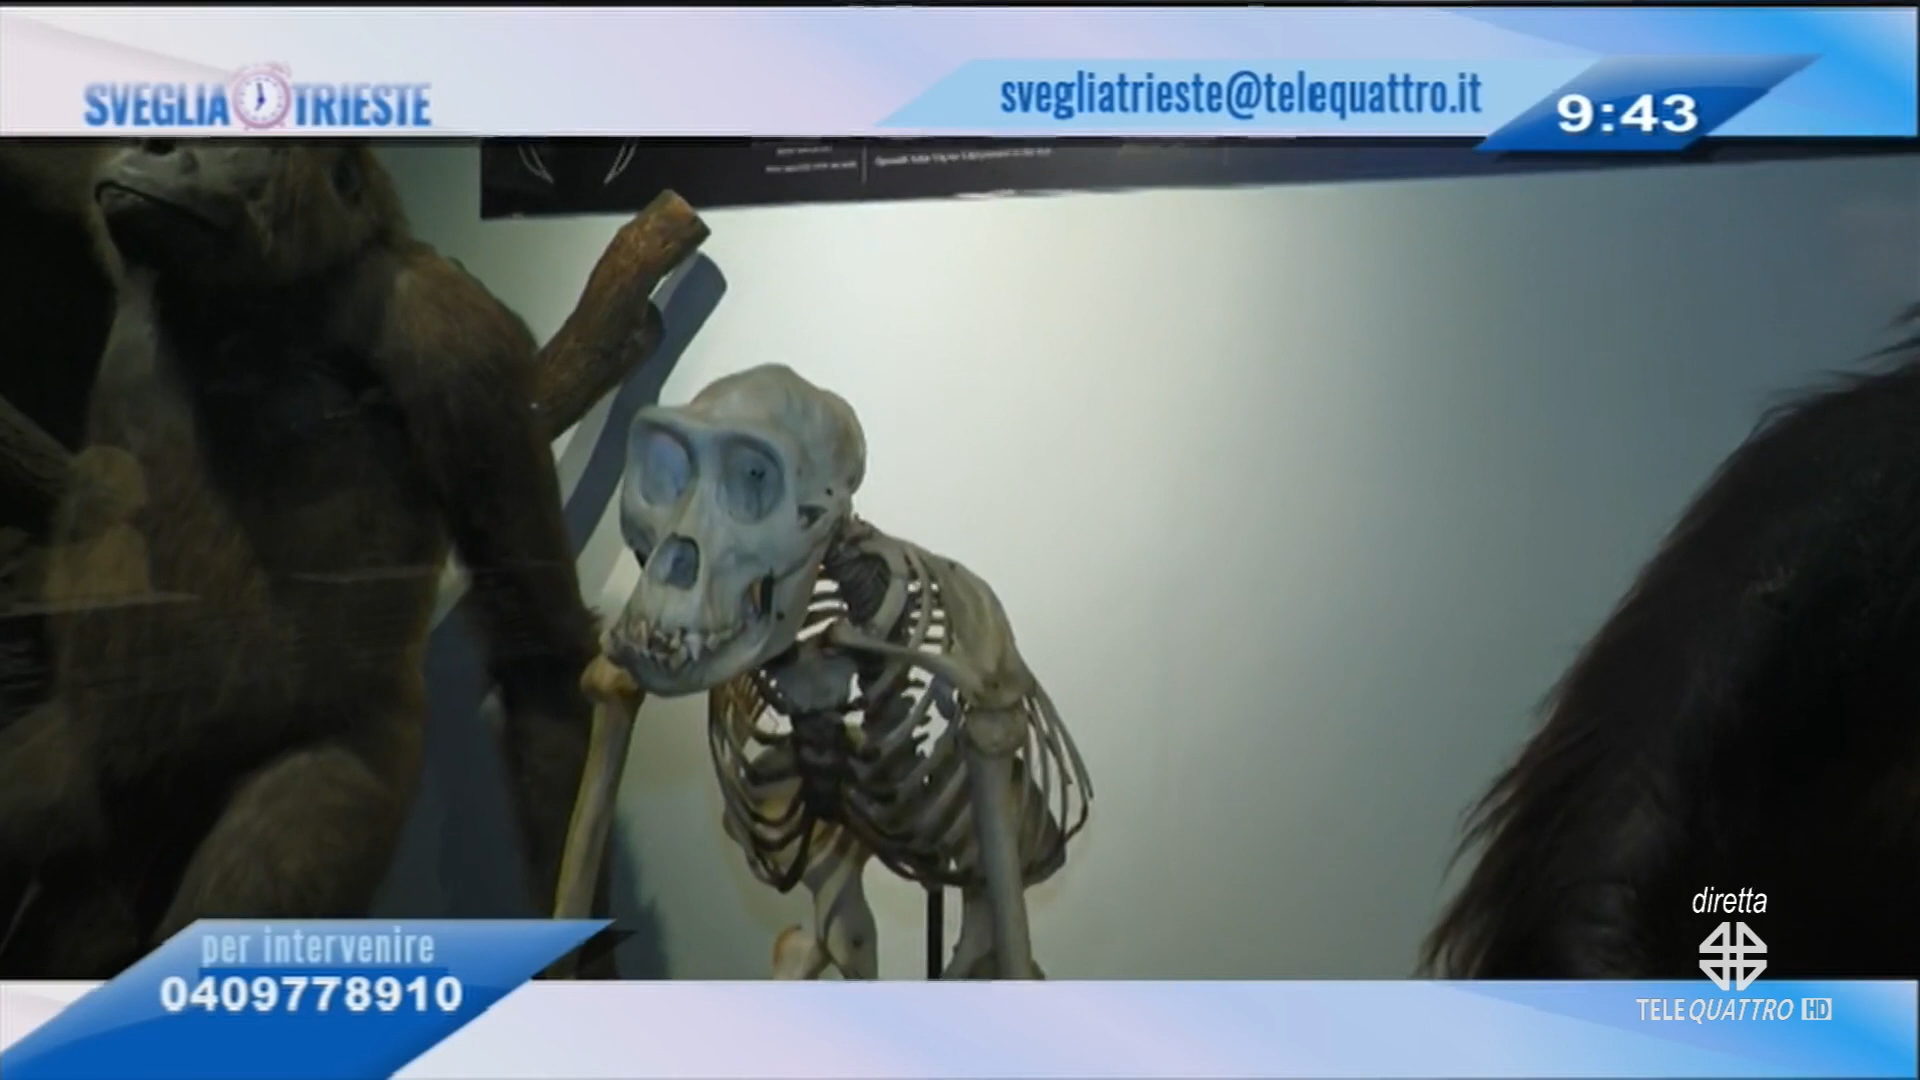 SVEGLIA TRIESTE
svegliatrieste@telequattro.it
9:43
per intervenire
0409778910
diretta
TELEQUATTRO HD